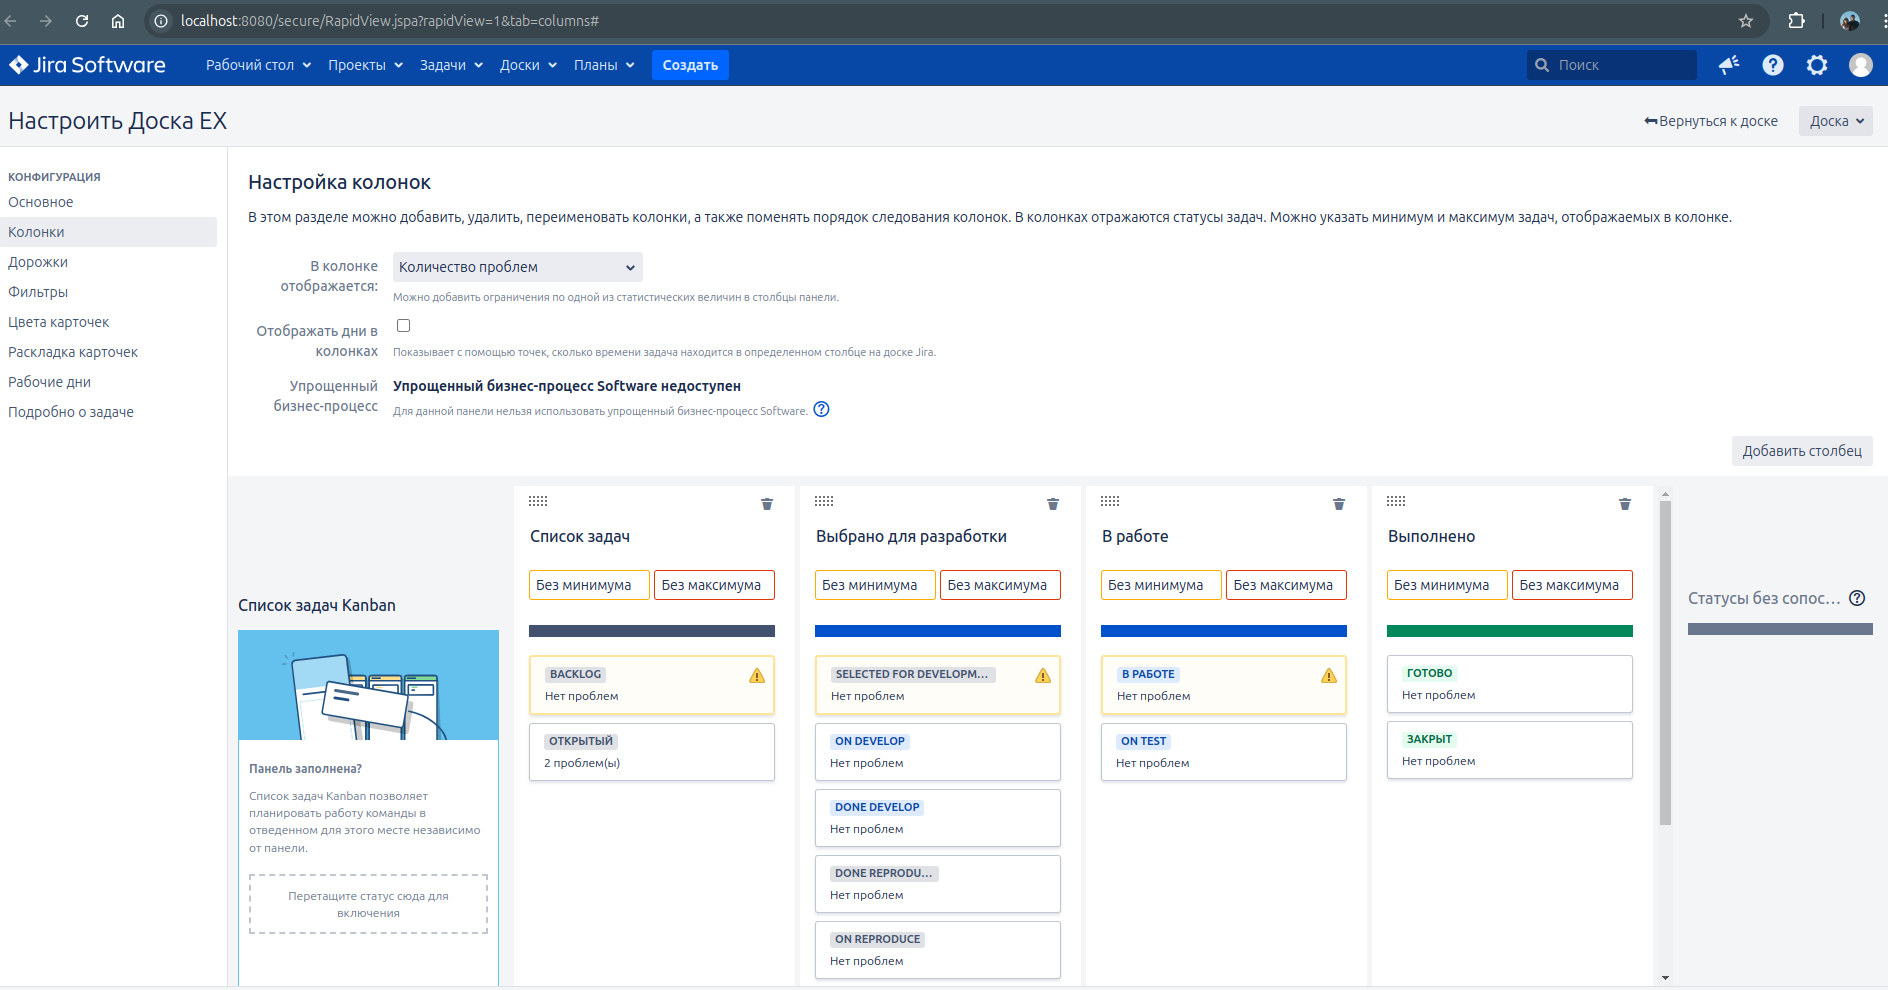 localhost:8080/secure/RapidView.jspa?rapidView=1&tab=columns#
Jira Software
Рабочий стол
Проекты
Задачи
Доски
Планы
Создать
Поиск
Настроить Доска EX
Вернуться к доске
Доска
КОНФИГУРАЦИЯ
Основное
Колонки
Дорожки
Фильтры
Цвета карточек
Раскладка карточек
Рабочие дни
Подробно о задаче
Настройка колонок
В этом разделе можно добавить, удалить, переименовать колонки, а также поменять порядок следования колонок. В колонках отражаются статусы задач. Можно указать минимум и максимум задач, отображаемых в колонке.
В колонке
отображается:
Количество проблем
Можно добавить ограничения по одной из статистических величин в столбцы панели.
Отображать дни в
колонках
Показывает с помощью точек, сколько времени задача находится в определенном столбце на доске Jira.
Упрощенный
бизнес-процесс
Упрощенный бизнес-процесс Software недоступен
Для данной панели нельзя использовать упрощенный бизнес-процесс Software.
Добавить столбец
Список задач Kanban
Панель заполнена?
Список задач Kanban позволяет
планировать работу команды в
отведенном для этого месте независимо
от панели.
Перетащите статус сюда для
включения
Список задач
Без минимума
Без максимума
BACKLOG
Нет проблем
ОТКРЫТЫЙ
2 проблем(ы)
Выбрано для разработки
Без минимума
Без максимума
SELECTED FOR DEVELOPM...
Нет проблем
ON DEVELOP
Нет проблем
DONE DEVELOP
Нет проблем
DONE REPRODU...
Нет проблем
ON REPRODUCE
Нет проблем
В работе
Без минимума
Без максимума
В РАБОТЕ
Нет проблем
ON TEST
Нет проблем
Выполнено
Без минимума
Без максимума
ГОТОВО
Нет проблем
ЗАКРЫТ
Нет проблем
Статусы без сопос...